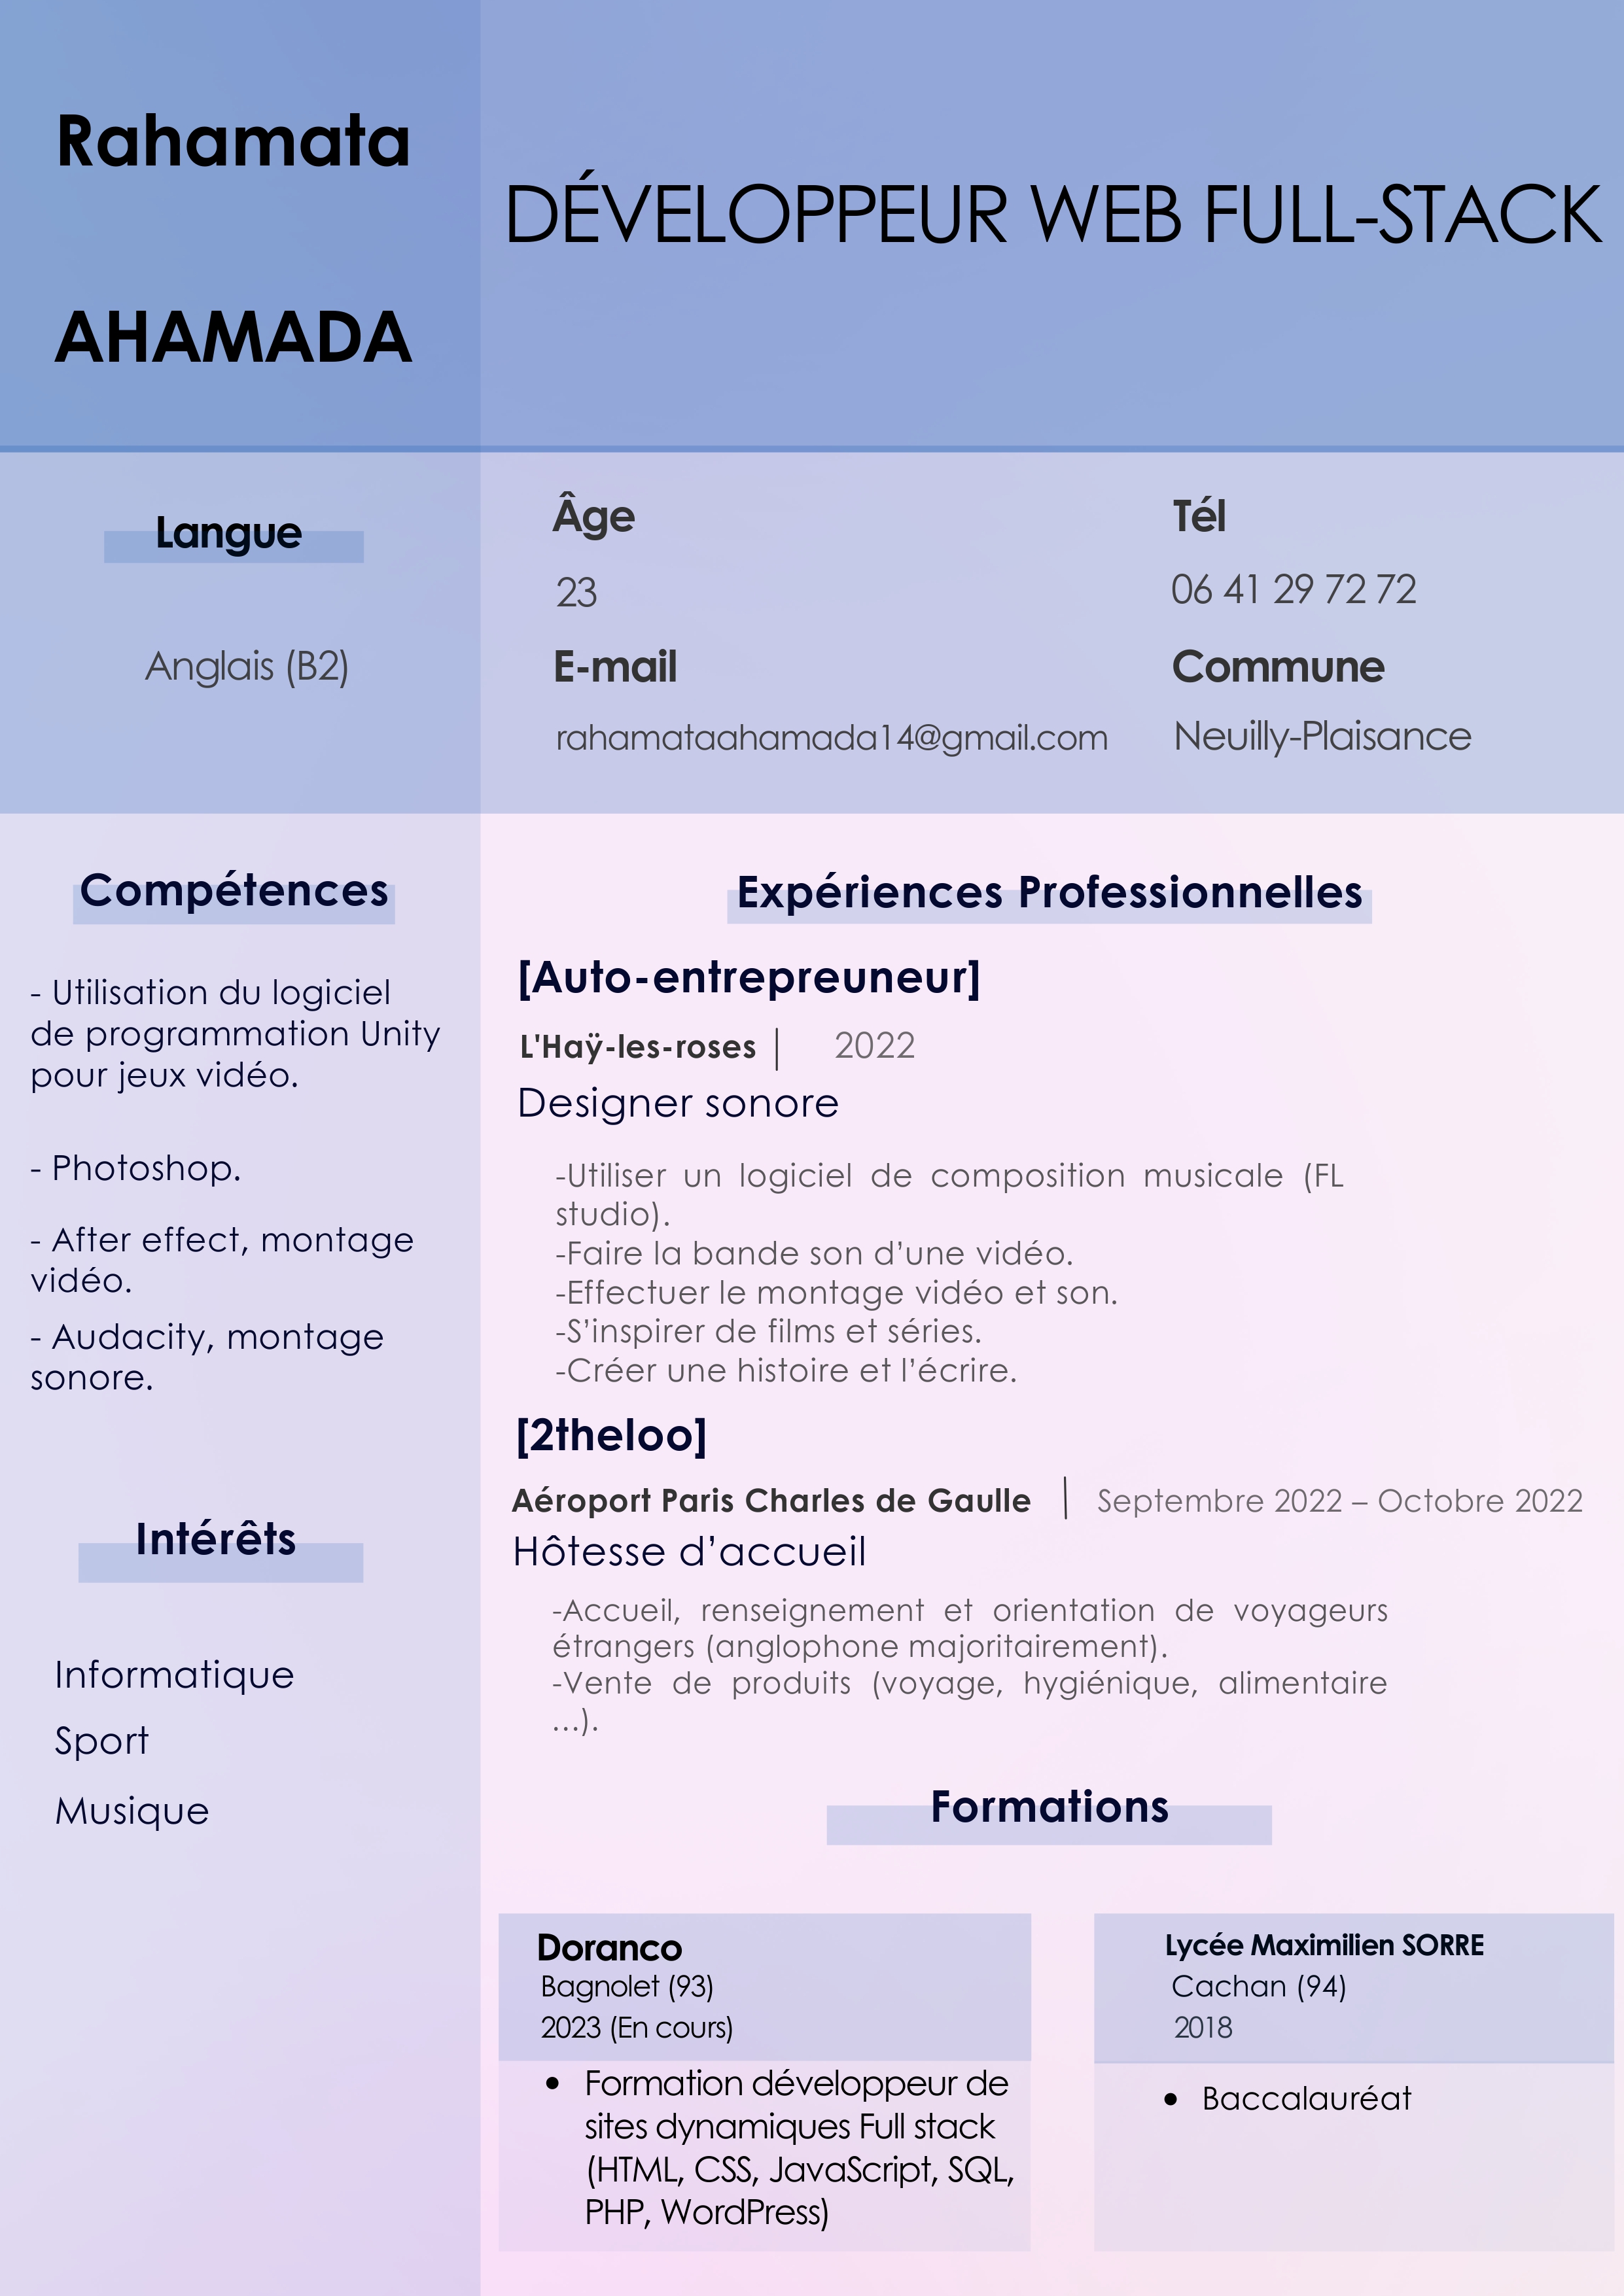 Rahamata
AHAMADA
DÉVELOPPEUR WEB FULL-STACK
Langue
Anglais (B2)
Âge
23
E-mail
rahamataahamada14@gmail.com
Tél
06 41 29 72 72
Commune
Neuilly-Plaisance
Compétences
- Utilisation du logiciel
de programmation Unity
pour jeux vidéo.
- Photoshop.
- After effect, montage
vidéo.
- Audacity, montage
sonore.
Intérêts
Informatique
Sport
Musique
Expériences Professionnelles
[Auto-entrepreuneur]
L'Haÿ-les-roses | 2022
Designer sonore
-Utiliser un logiciel de composition musicale (FL
studio).
-Faire la bande son d’une vidéo.
-Effectuer le montage vidéo et son.
-S’inspirer de films et séries.
-Créer une histoire et l’écrire.
[2theloo]
Aéroport Paris Charles de Gaulle | Septembre 2022 – Octobre 2022
Hôtesse d’accueil
-Accueil, renseignement et orientation de voyageurs
étrangers (anglophone majoritairement).
-Vente de produits (voyage, hygiénique, alimentaire
…).
Formations
Doranco
Bagnolet (93)
2023 (En cours)
• Formation développeur de
sites dynamiques Full stack
(HTML, CSS, JavaScript, SQL,
PHP, WordPress)
Lycée Maximilien SORRE
Cachan (94)
2018
• Baccalauréat